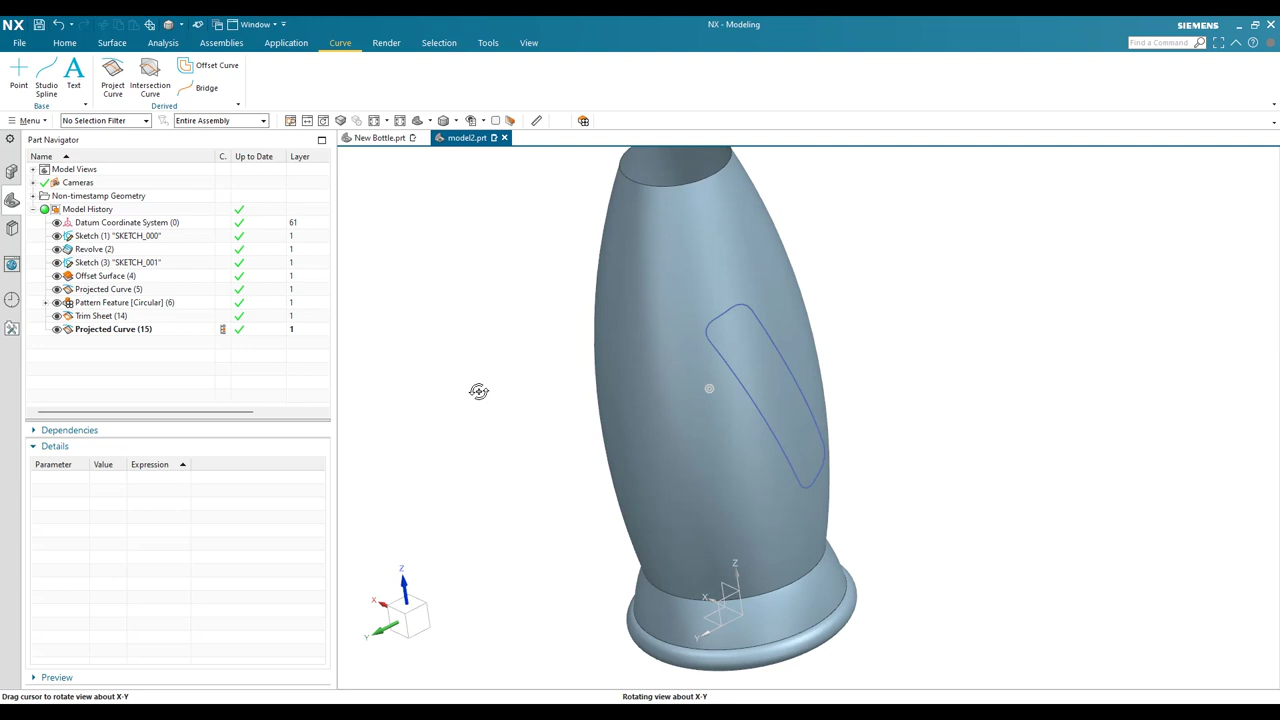 NX Window NX - Modeling SIEMENS
File Home Surface Analysis Assemblies Application Curve Render Selection Tools View Find a Command
Point Studio Spline Text Project Curve Intersection Curve Offset Curve Bridge
Base Derived
Menu No Selection Filter Entire Assembly
Part Navigator New Bottle.prt model2.prt
Name C. Up to Date Layer
Model Views
Cameras
Non-timestamp Geometry
Model History
Datum Coordinate System (0) 61
Sketch (1) "SKETCH_000" 1
Revolve (2) 1
Sketch (3) "SKETCH_001" 1
Offset Surface (4) 1
Projected Curve (5) 1
Pattern Feature [Circular] (6) 1
Trim Sheet (14) 1
Projected Curve (15) 1
Dependencies
Details
Parameter Value Expression
Z X Y
Z X Y
Preview
Drag cursor to rotate view about X-Y Rotating view about X-Y